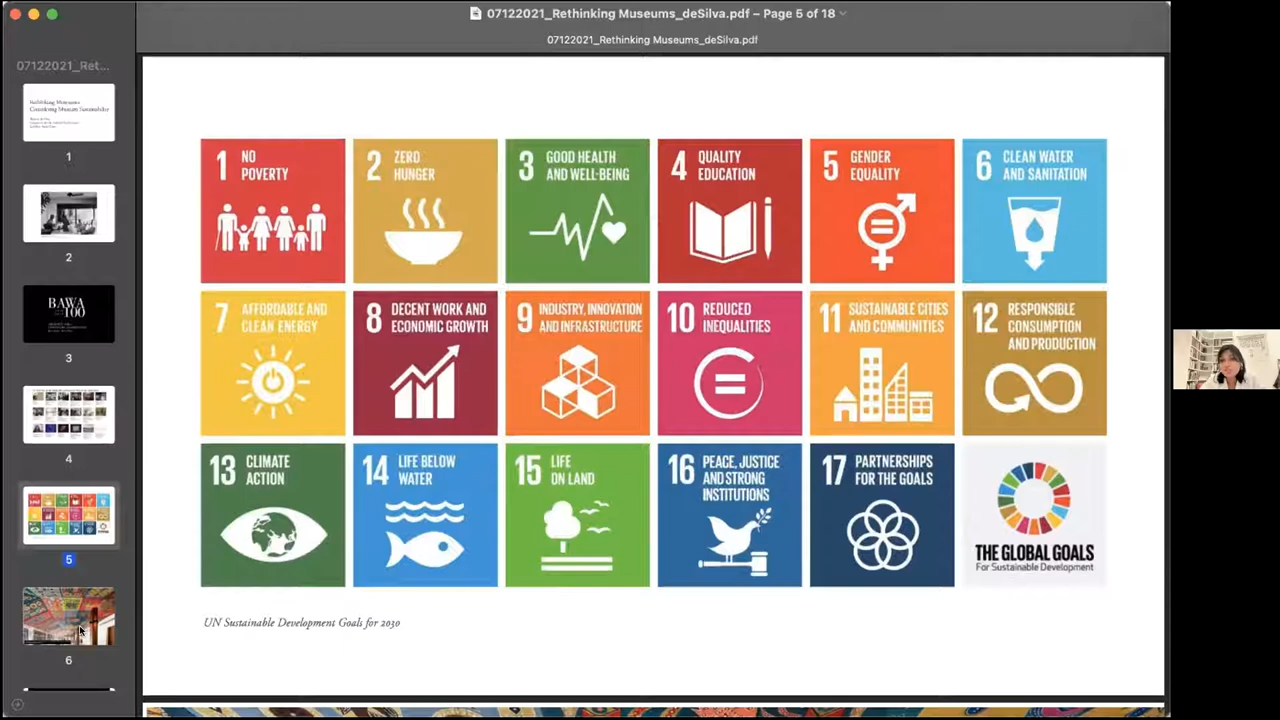 07122021_Rethinking Museums_deSilva.pdf – Page 5 of 18
07122021_Rethinking Museums_deSilva.pdf
07122021_Ret...
Rethinking Museums
1
2
BAWA
100
3
4
5
6
1 NO
POVERTY
2 ZERO
HUNGER
3 GOOD HEALTH
AND WELL-BEING
4 QUALITY
EDUCATION
5 GENDER
EQUALITY
6 CLEAN WATER
AND SANITATION
7 AFFORDABLE AND
CLEAN ENERGY
8 DECENT WORK AND
ECONOMIC GROWTH
9 INDUSTRY, INNOVATION
AND INFRASTRUCTURE
10 REDUCED
INEQUALITIES
11 SUSTAINABLE CITIES
AND COMMUNITIES
12 RESPONSIBLE
CONSUMPTION
AND PRODUCTION
13 CLIMATE
ACTION
14 LIFE BELOW
WATER
15 LIFE
ON LAND
16 PEACE, JUSTICE
AND STRONG
INSTITUTIONS
17 PARTNERSHIPS
FOR THE GOALS
THE GLOBAL GOALS
For Sustainable Development
UN Sustainable Development Goals for 2030